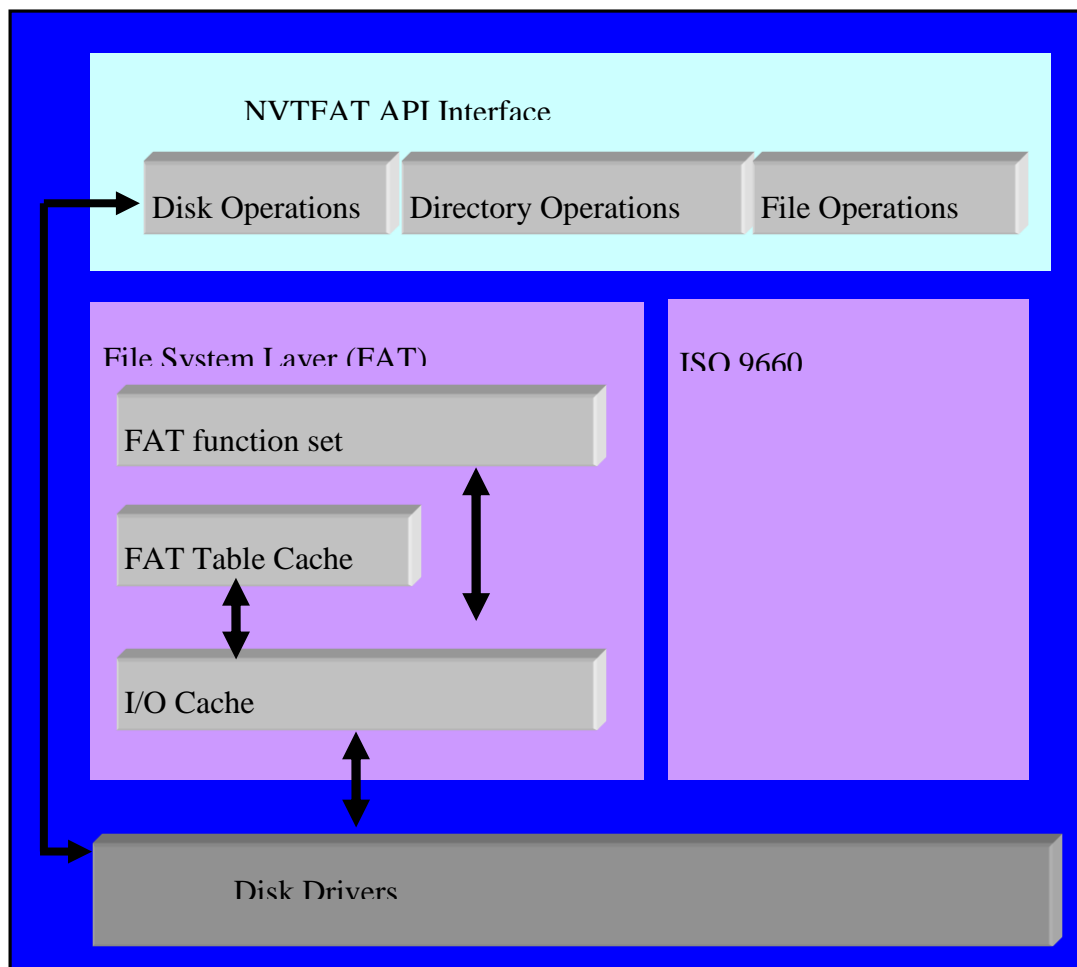 NVTFAT API Interface
Disk Operations
Directory Operations
File Operations
File System Layer (FAT)
ISO 9660
FAT function set
FAT Table Cache
I/O Cache
Disk Drivers